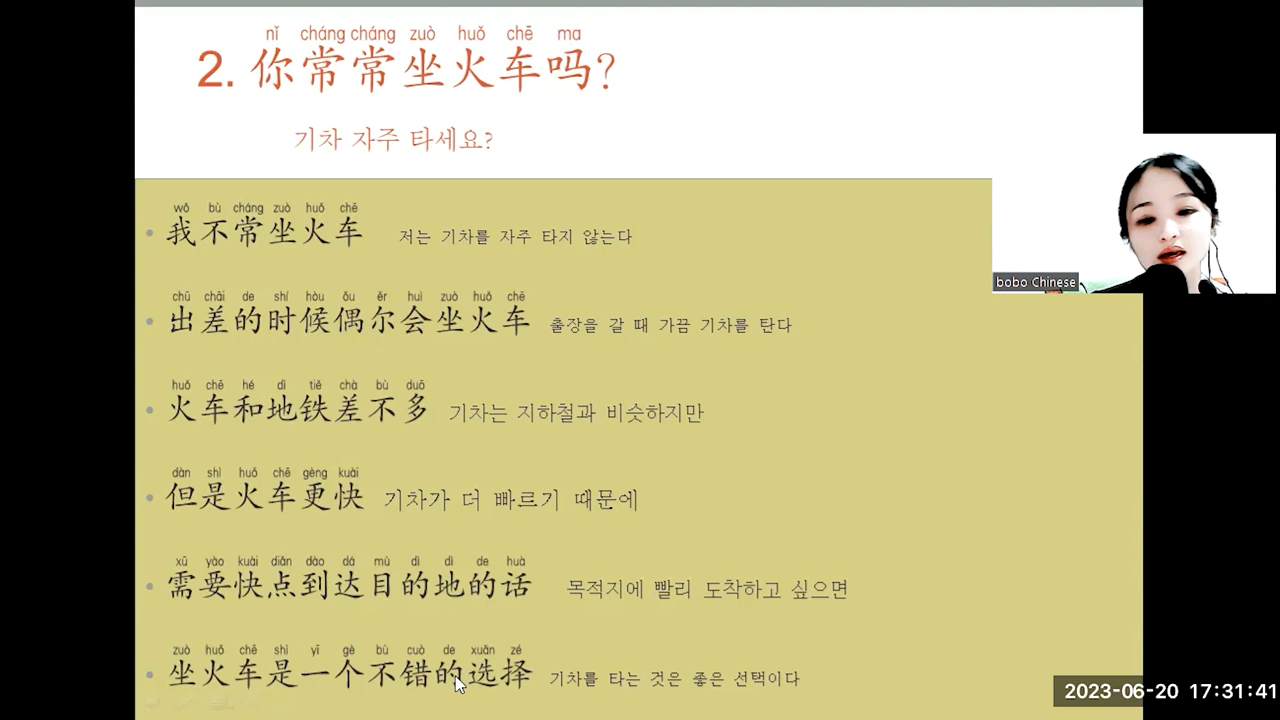 nǐ cháng cháng zuò huǒ chē ma
2. 你常常坐火车吗?
기차 자주 타세요?
wǒ bù cháng zuò huǒ chē
• 我不常坐火车 저는 기차를 자주 타지 않는다
chū chāi de shí hòu ǒu ěr huì zuò huǒ chē
• 出差的时候偶尔会坐火车 출장을 갈 때 가끔 기차를 탄다
huǒ chē hé dì tiě chà bù duō
• 火车和地铁差不多 기차는 지하철과 비슷하지만
dàn shì huǒ chē gèng kuài
• 但是火车更快 기차가 더 빠르기 때문에
xū yào kuài diǎn dào dá mù dì dì de huà
• 需要快点到达目的地的话 목적지에 빨리 도착하고 싶으면
zuò huǒ chē shì yī gè bù cuò de xuǎn zé
• 坐火车是一个不错的选择 기차를 타는 것은 좋은 선택이다
bobo Chinese
2023-06-20 17:31:41